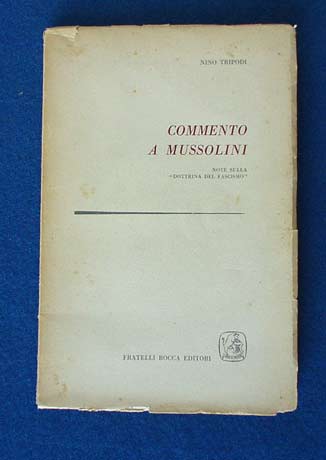 NINO TRIPODI
COMMENTO
A MUSSOLINI
NOTE SULLA
"DOTTRINA DEL FASCISMO"
FRATELLI BOCCA EDITORI